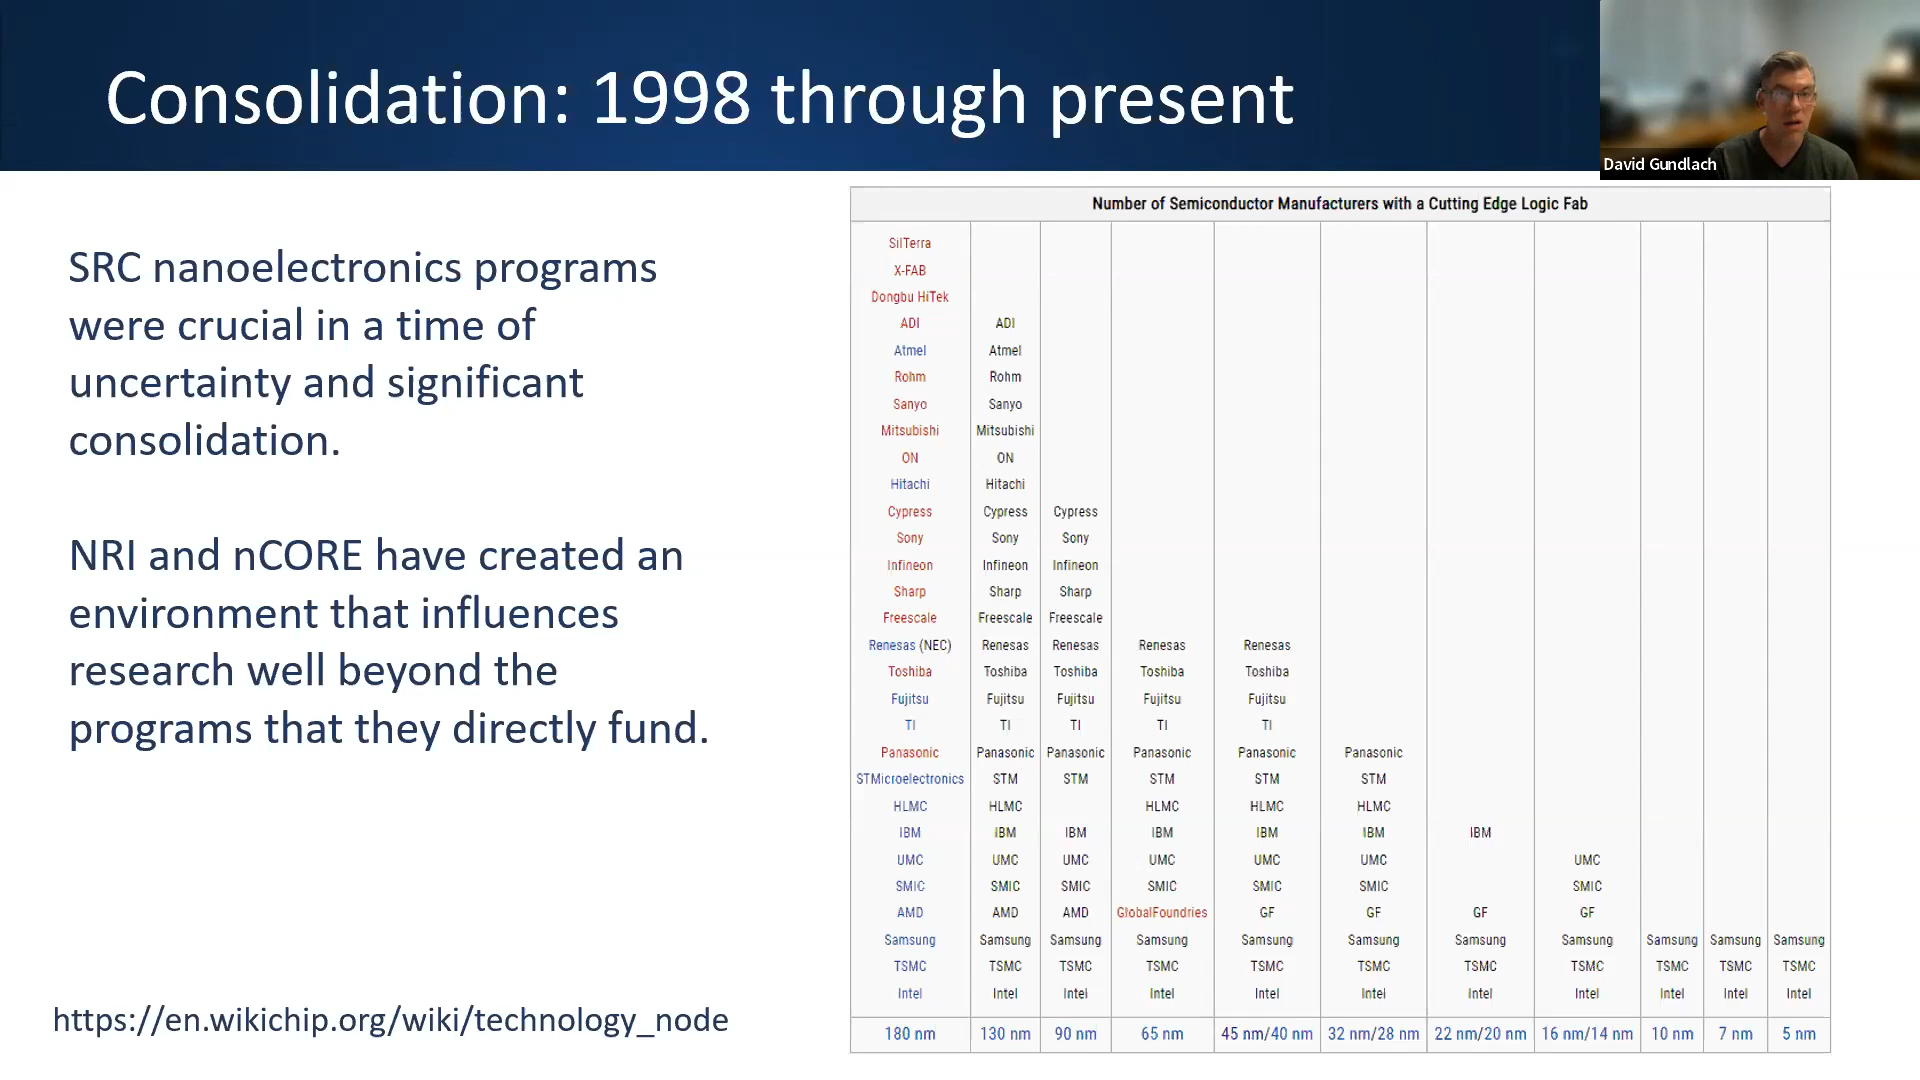 Consolidation: 1998 through present
David Gundlach
SRC nanoelectronics programs
were crucial in a time of
uncertainty and significant
consolidation.
NRI and nCORE have created an
environment that influences
research well beyond the
programs that they directly fund.
https://en.wikichip.org/wiki/technology_node
Number of Semiconductor Manufacturers with a Cutting Edge Logic Fab
SilTerra
X-FAB
Dongbu HiTek
ADI ADI
Atmel Atmel
Rohm Rohm
Sanyo Sanyo
Mitsubishi Mitsubishi
ON ON
Hitachi Hitachi
Cypress Cypress Cypress
Sony Sony Sony
Infineon Infineon Infineon
Sharp Sharp Sharp
Freescale Freescale Freescale
Renesas (NEC) Renesas Renesas Renesas Renesas
Toshiba Toshiba Toshiba Toshiba Toshiba
Fujitsu Fujitsu Fujitsu Fujitsu Fujitsu
TI TI TI TI TI
Panasonic Panasonic Panasonic Panasonic Panasonic Panasonic
STMicroelectronics STM STM STM STM STM
HLMC HLMC HLMC HLMC HLMC
IBM IBM IBM IBM IBM IBM IBM
UMC UMC UMC UMC UMC UMC UMC
SMIC SMIC SMIC SMIC SMIC SMIC SMIC
AMD AMD AMD GlobalFoundries GF GF GF GF
Samsung Samsung Samsung Samsung Samsung Samsung Samsung Samsung Samsung Samsung Samsung
TSMC TSMC TSMC TSMC TSMC TSMC TSMC TSMC TSMC TSMC TSMC
Intel Intel Intel Intel Intel Intel Intel Intel Intel Intel Intel
180 nm 130 nm 90 nm 65 nm 45 nm/40 nm 32 nm/28 nm 22 nm/20 nm 16 nm/14 nm 10 nm 7 nm 5 nm